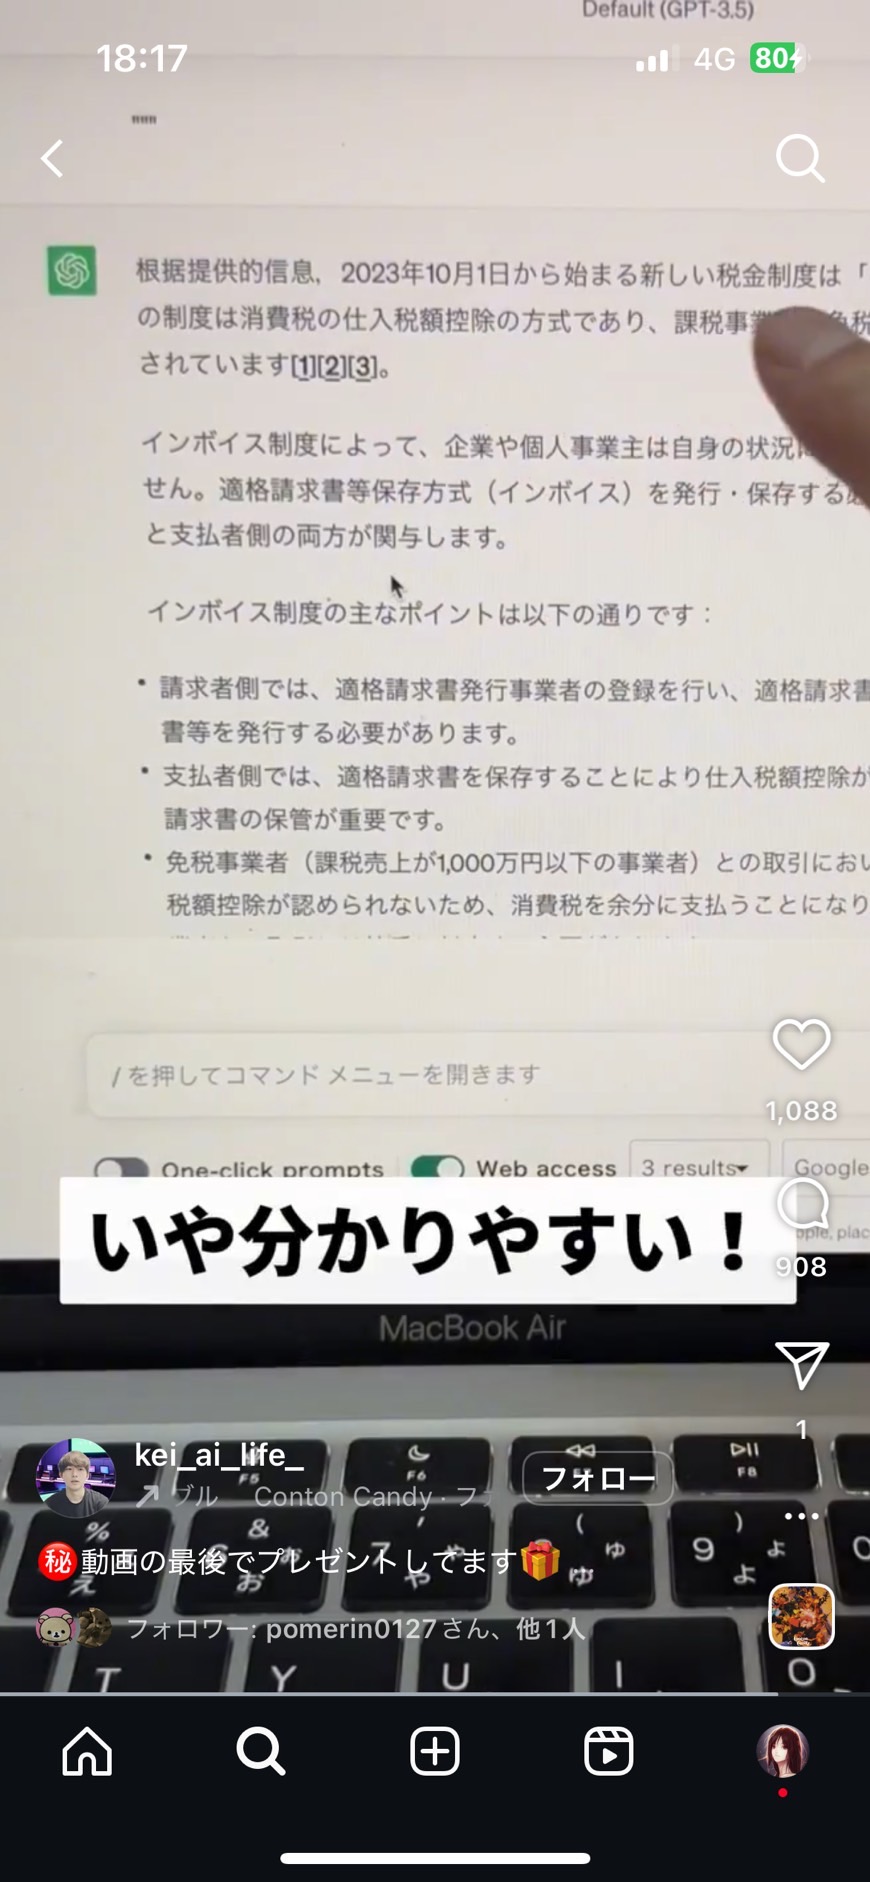 Default (GPT-3.5)
18:17
4G
80
""""
根据提供的信息，2023年10月1日から始まる新しい税金制度は「
の制度は消費税の仕入税額控除の方式であり、課税事
されています[1][2][3]。
インボイス制度によって、企業や個人事業主は自身の状況に
せん。適格請求書等保存方式（インボイス）を発行・保存する
と支払者側の両方が関与します。
インボイス制度の主なポイントは以下の通りです：
• 請求者側では、適格請求書発行事業者の登録を行い、適格請求書
書等を発行する必要があります。
• 支払者側では、適格請求書を保存することにより仕入税額控除が
請求書の保管が重要です。
• 免税事業者（課税売上が1,000万円以下の事業者）との取引におい
税額控除が認められないため、消費税を余分に支払うことになり
/ を押してコマンド メニューを開きます
1,088
One-click prompts
Web access
3 results
Google
いや分かりやすい！
908
MacBook Air
1
kei_ai_life_
フォロー
ブル Conton Candy · フ
㊙動画の最後でプレゼントしてます🎁
フォロワー: pomerin0127さん、他1人
F5
F6
F8
%
え
&
お
'
7
や
(
ゆ
ゅ
)
9
よ
ょ
T
Y
U
I
O